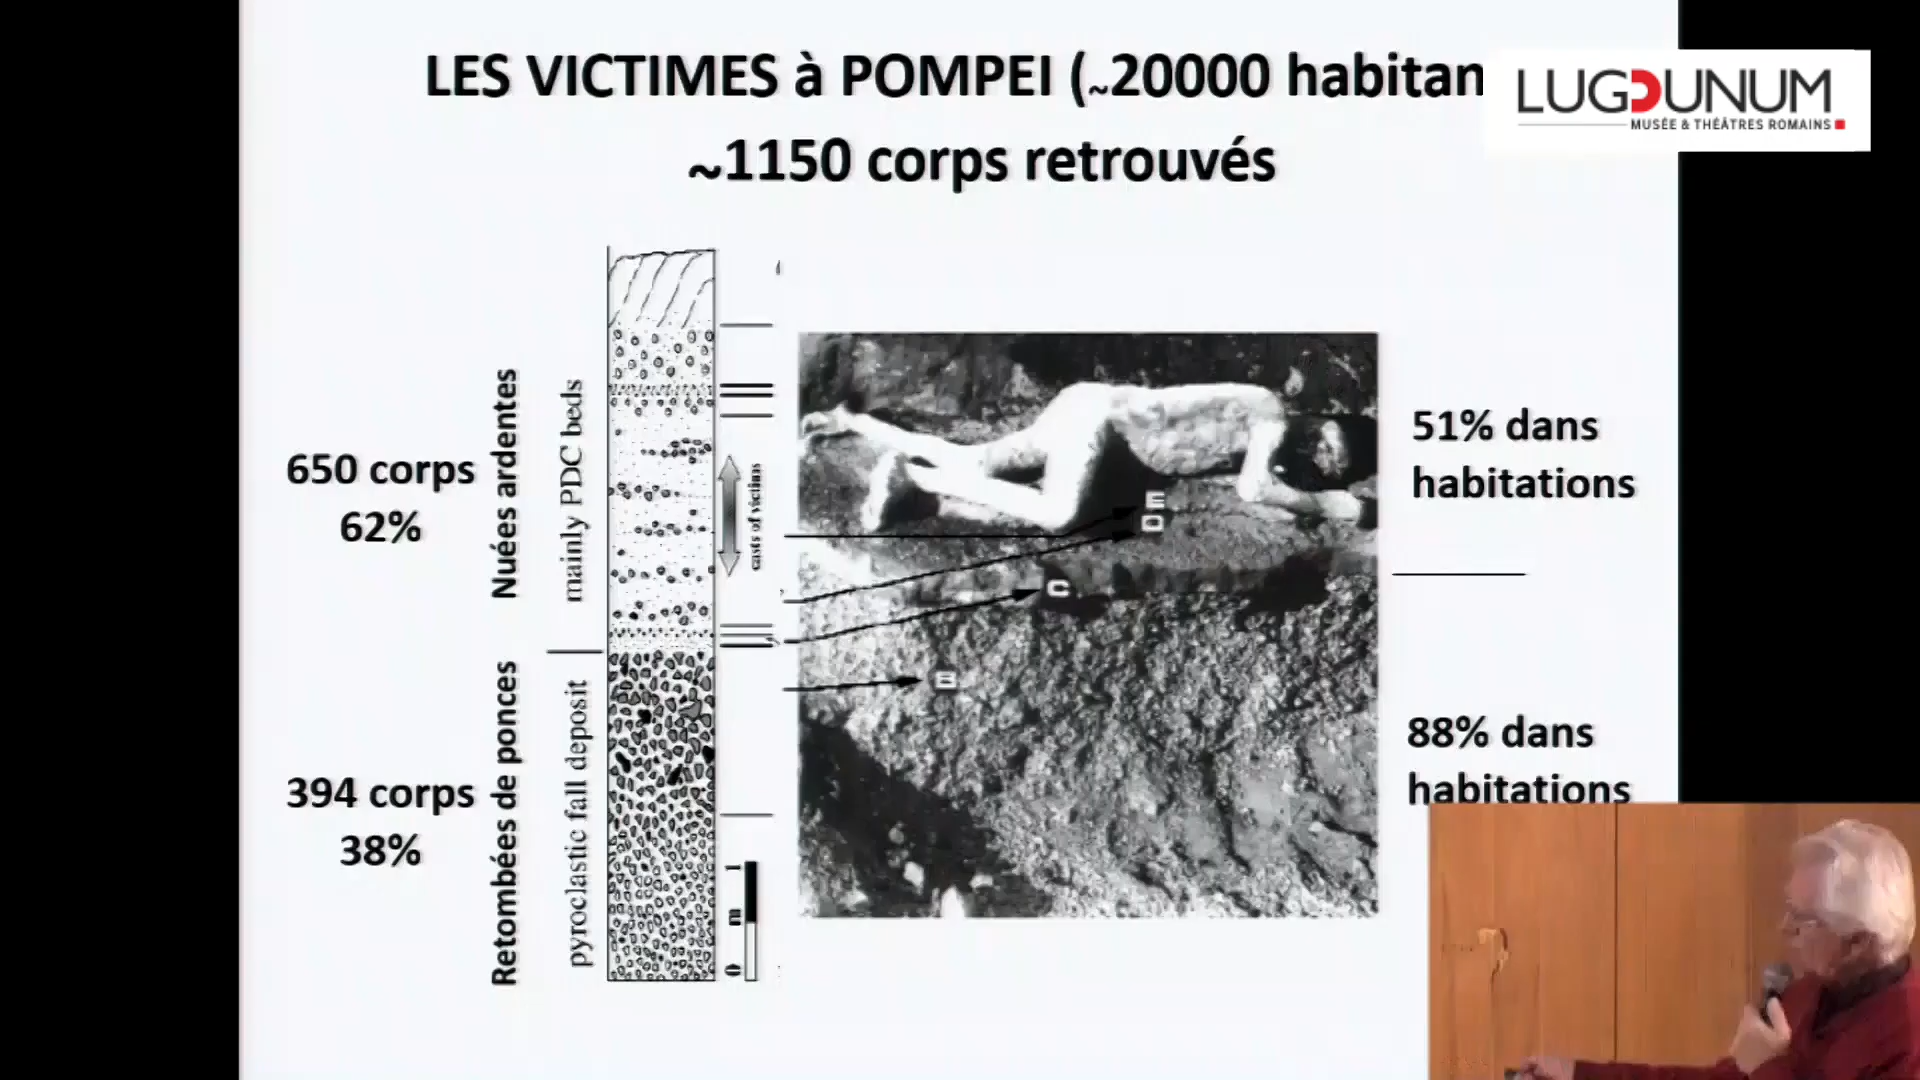 LES VICTIMES à POMPEI (~20000 habitan
~1150 corps retrouvés
LUGDUNUM
MUSÉE & THÉÂTRES ROMAINS
650 corps
62%
Nuées ardentes
mainly PDC beds
casts of victims
E
D
C
B
51% dans
habitations
394 corps
38%
Retombées de ponces
pyroclastic fall deposit
1
m
0
88% dans
habitations